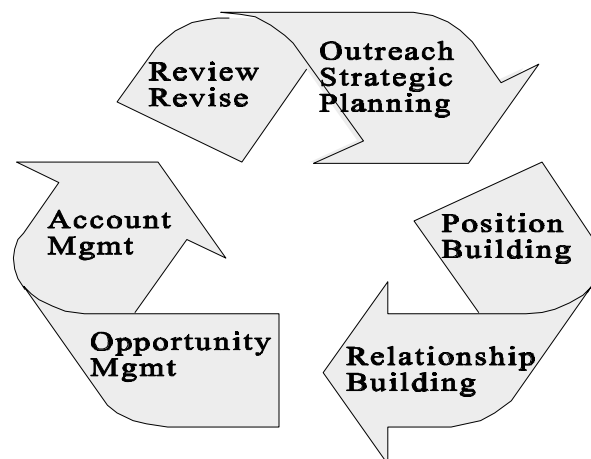 Review
Revise
Outreach
Strategic
Planning
Position
Building
Relationship
Building
Opportunity
Mgmt
Account
Mgmt